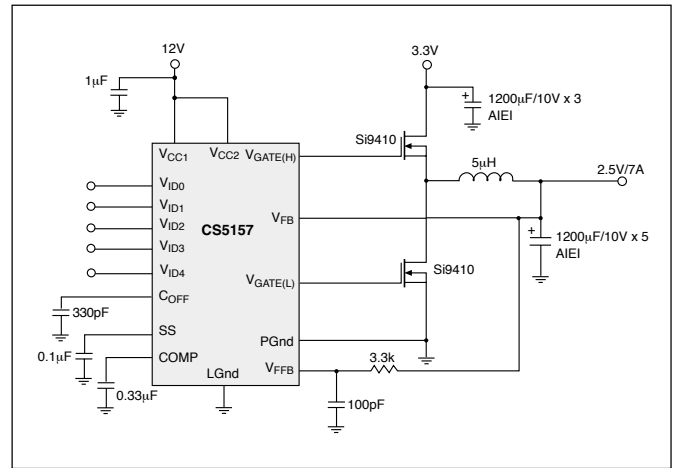 12V
3.3V
1μF
1200μF/10V x 3
AIEI
Si9410
VCC1
VCC2
VGATE(H)
5μH
2.5V/7A
VID0
VID1
VFB
VID2
CS5157
1200μF/10V x 5
AIEI
VID3
VID4
VGATE(L)
Si9410
COFF
330pF
SS
PGnd
0.1μF
COMP
3.3k
VFFB
LGnd
0.33μF
100pF